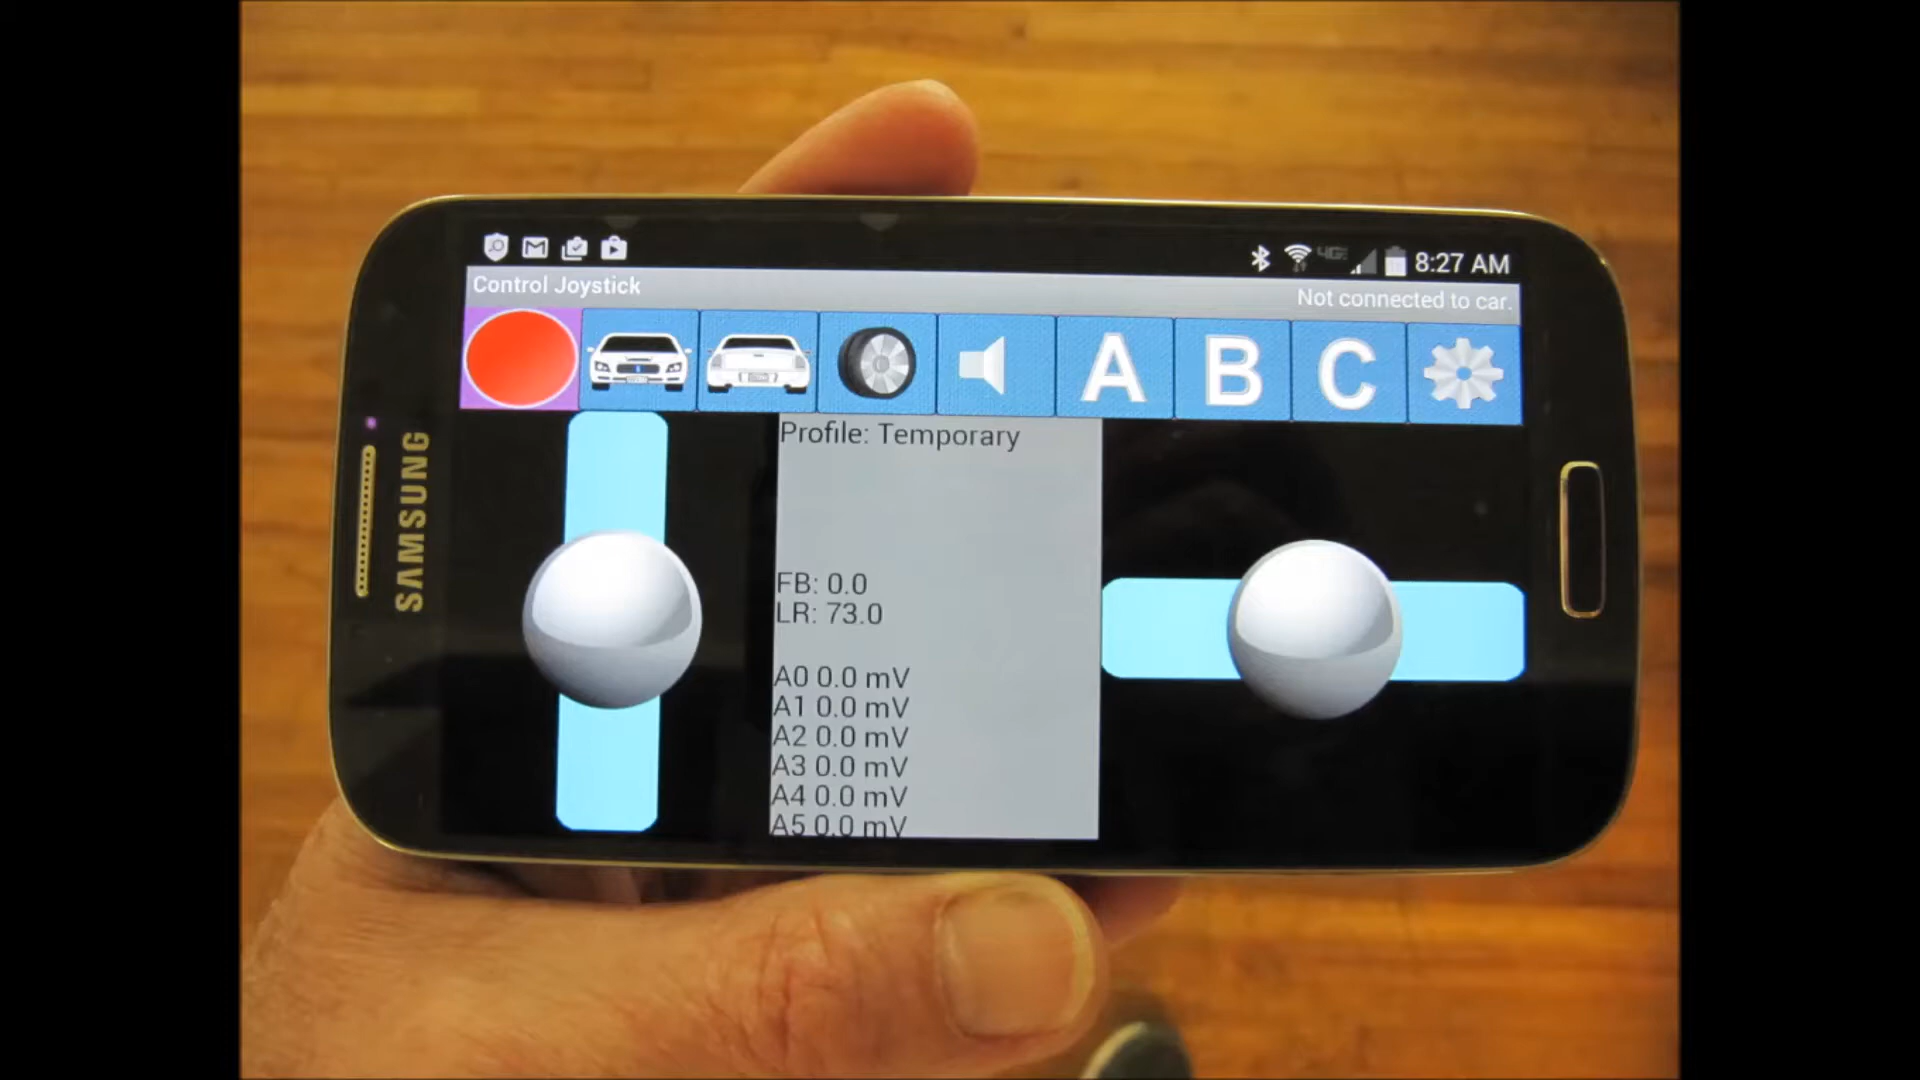 8:27 AM
Control Joystick
Not connected to car.
A B C
SAMSUNG
Profile: Temporary
FB: 0.0
LR: 73.0
A0 0.0 mV
A1 0.0 mV
A2 0.0 mV
A3 0.0 mV
A4 0.0 mV
A5 0.0 mV